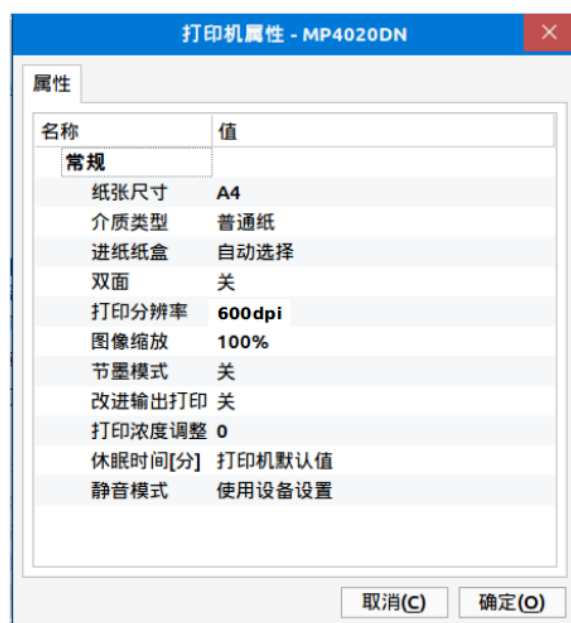 打印机属性 - MP4020DN
属性
名称 值
常规
纸张尺寸 A4
介质类型 普通纸
进纸纸盒 自动选择
双面 关
打印分辨率 600dpi
图像缩放 100%
节墨模式 关
改进输出打印 关
打印浓度调整 0
休眠时间[分] 打印机默认值
静音模式 使用设备设置
取消(C) 确定(O)